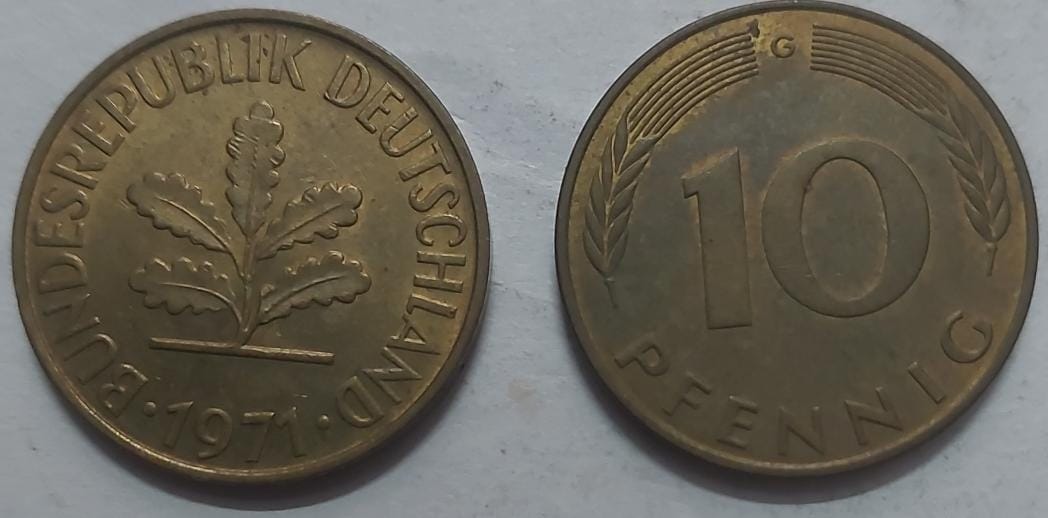 BUNDESREPUBLIK DEUTSCHLAND
· 1971 ·
G
10
PFENNIG